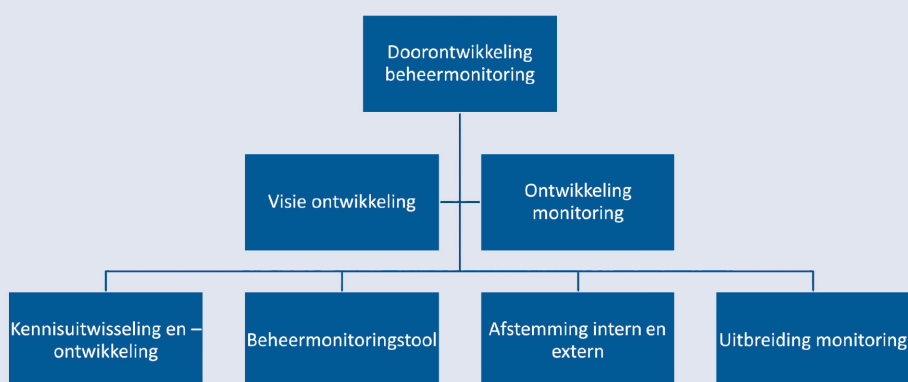 Doorontwikkeling
beheermonitoring
Visie ontwikkeling
Ontwikkeling
monitoring
Kennisuitwisseling en –
ontwikkeling
Beheermonitoringstool
Afstemming intern en
extern
Uitbreiding monitoring